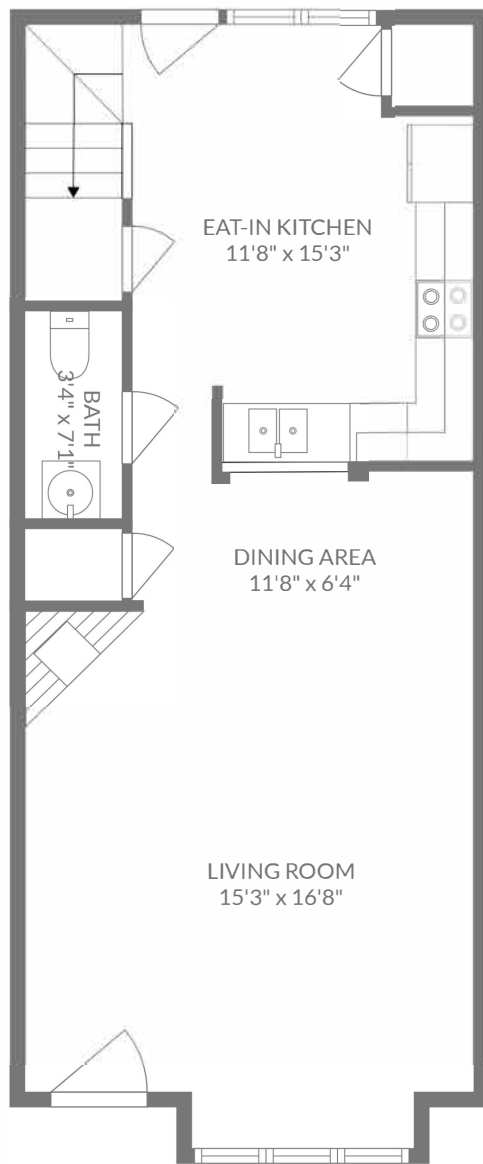 EAT-IN KITCHEN
11'8" x 15'3"
BATH
3'4" x 7'1"
DINING AREA
11'8" x 6'4"
LIVING ROOM
15'3" x 16'8"